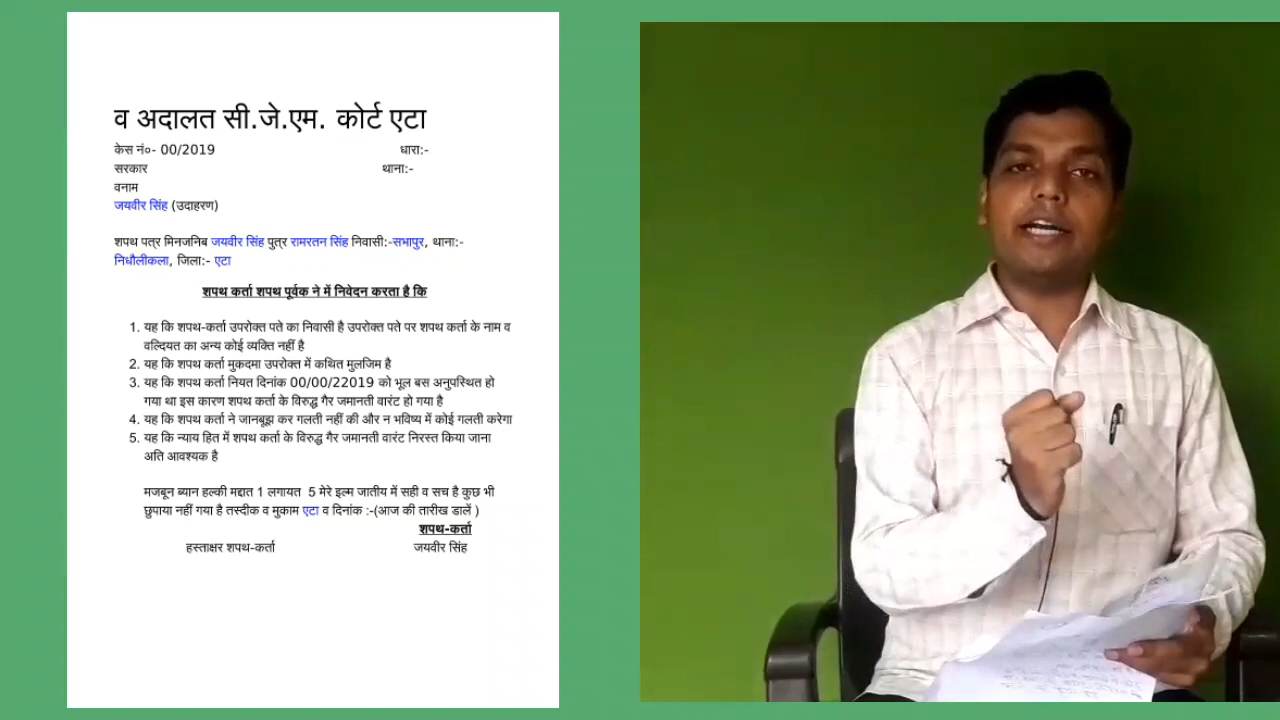 व अदालत सी.जे.एम. कोर्ट एटा
केस नं०- 00/2019 धारा:-
सरकार थाना:-
वनाम
जयवीर सिंह (उदाहरण)
शपथ पत्र मिनजनिब जयवीर सिंह पुत्र रामरतन सिंह निवासी:-सभापुर, थाना:-
निधौलीकला, जिला:- एटा
शपथ कर्ता शपथ पूर्वक ने में निवेदन करता है कि
1. यह कि शपथ-कर्ता उपरोक्त पते का निवासी है उपरोक्त पते पर शपथ कर्ता के नाम व
वल्दियत का अन्य कोई व्यक्ति नहीं है
2. यह कि शपथ कर्ता मुकदमा उपरोक्त में कथित मुलजिम है
3. यह कि शपथ कर्ता नियत दिनांक 00/00/22019 को भूल बस अनुपस्थित हो
गया था इस कारण शपथ कर्ता के विरुद्ध गैर जमानती वारंट हो गया है
4. यह कि शपथ कर्ता ने जानबूझ कर गलती नहीं की और न भविष्य में कोई गलती करेगा
5. यह कि न्याय हित में शपथ कर्ता के विरुद्ध गैर जमानती वारंट निरस्त किया जाना
अति आवश्यक है
मजबून ब्यान हल्की मद्दात 1 लगायत 5 मेरे इल्म जातीय में सही व सच है कुछ भी
छुपाया नहीं गया है तस्दीक व मुकाम एटा व दिनांक :-(आज की तारीख डालें )
शपथ-कर्ता
हस्ताक्षर शपथ-कर्ता जयवीर सिंह